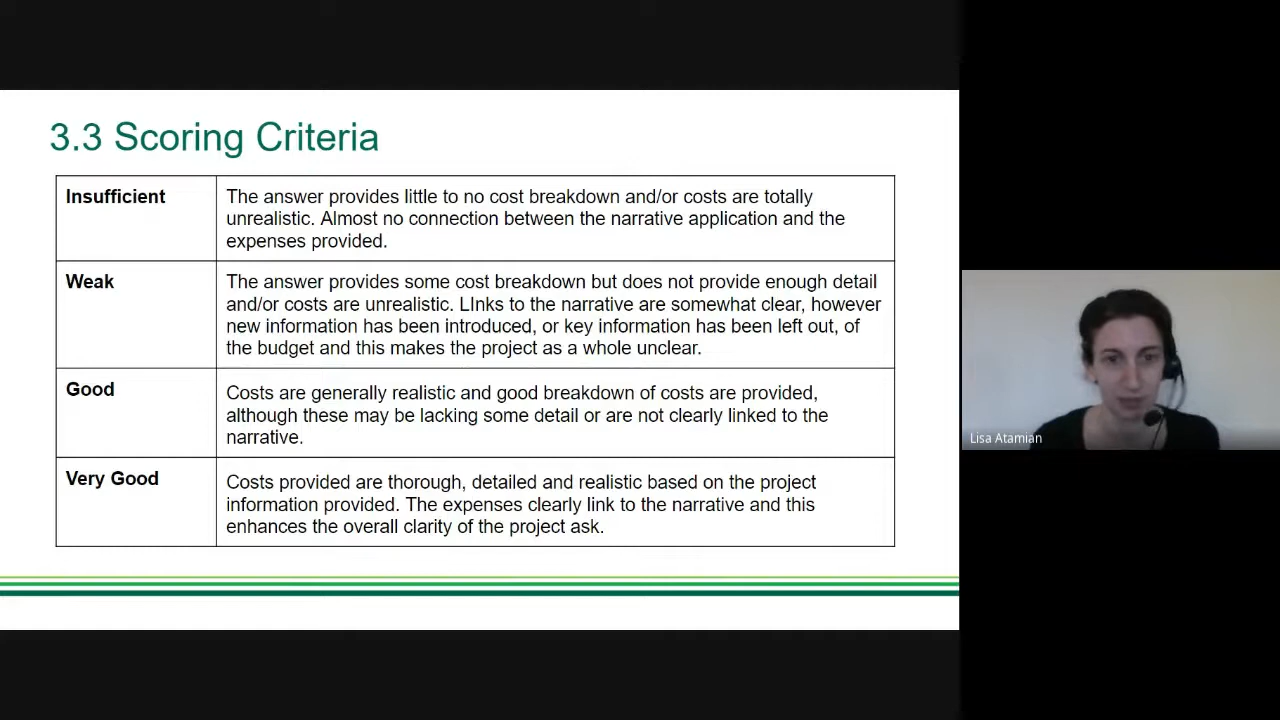 3.3 Scoring Criteria
Insufficient
The answer provides little to no cost breakdown and/or costs are totally
unrealistic. Almost no connection between the narrative application and the
expenses provided.
Weak
The answer provides some cost breakdown but does not provide enough detail
and/or costs are unrealistic. LInks to the narrative are somewhat clear, however
new information has been introduced, or key information has been left out, of
the budget and this makes the project as a whole unclear.
Good
Costs are generally realistic and good breakdown of costs are provided,
although these may be lacking some detail or are not clearly linked to the
narrative.
Very Good
Costs provided are thorough, detailed and realistic based on the project
information provided. The expenses clearly link to the narrative and this
enhances the overall clarity of the project ask.
Lisa Atamian